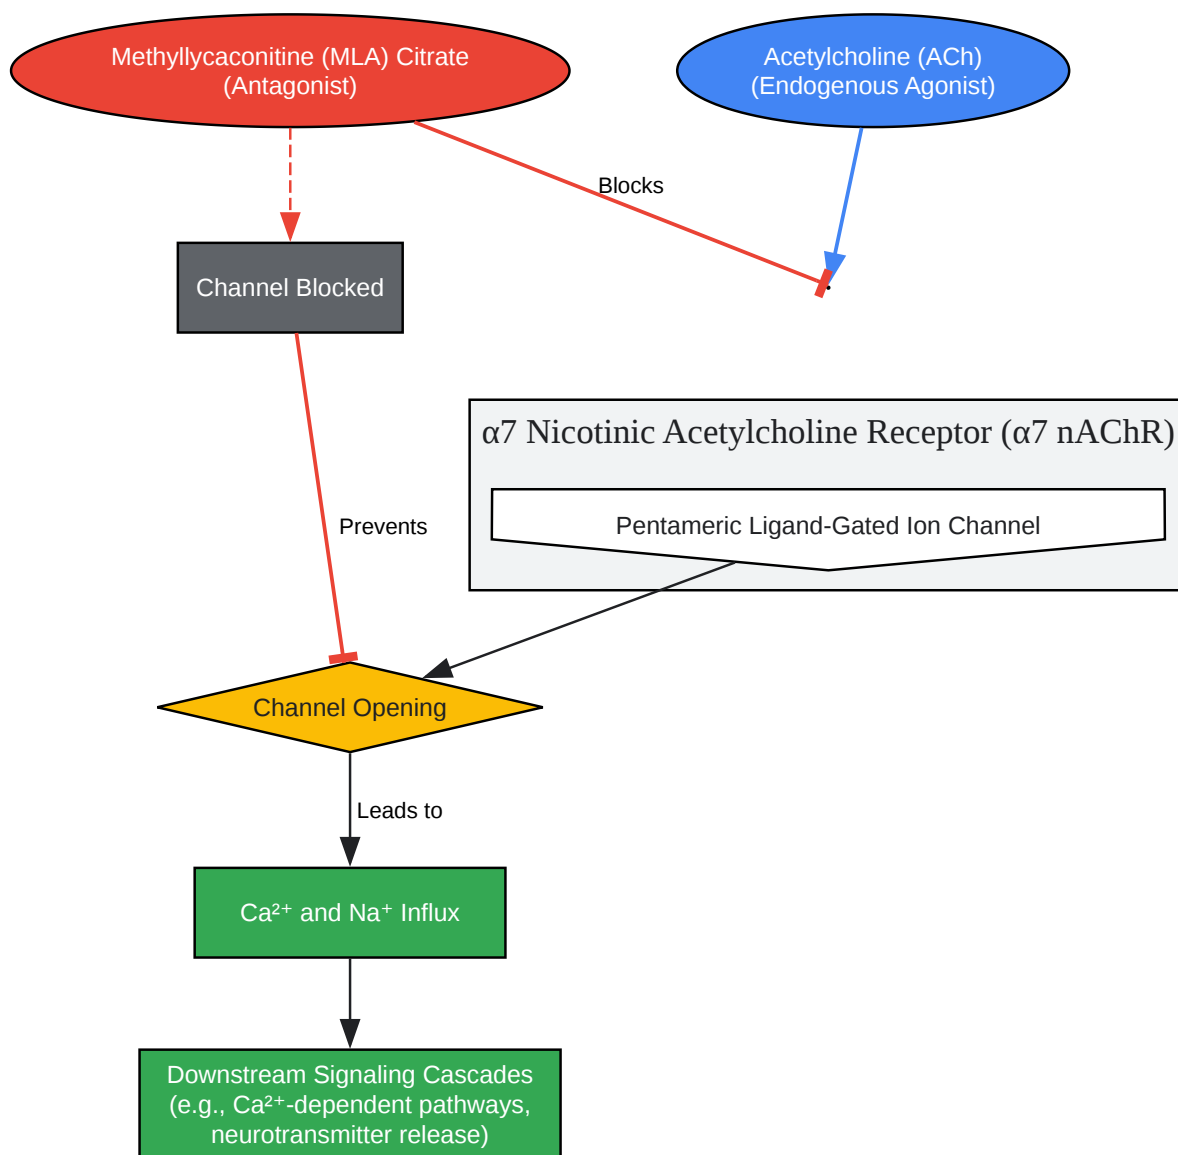 Methyllycaconitine (MLA) Citrate
(Antagonist)
Acetylcholine (ACh)
(Endogenous Agonist)
Blocks
Channel Blocked
α7 Nicotinic Acetylcholine Receptor (α7 nAChR)
Pentameric Ligand-Gated Ion Channel
Prevents
Channel Opening
Leads to
Ca²⁺ and Na⁺ Influx
Downstream Signaling Cascades
(e.g., Ca²⁺-dependent pathways,
neurotransmitter release)